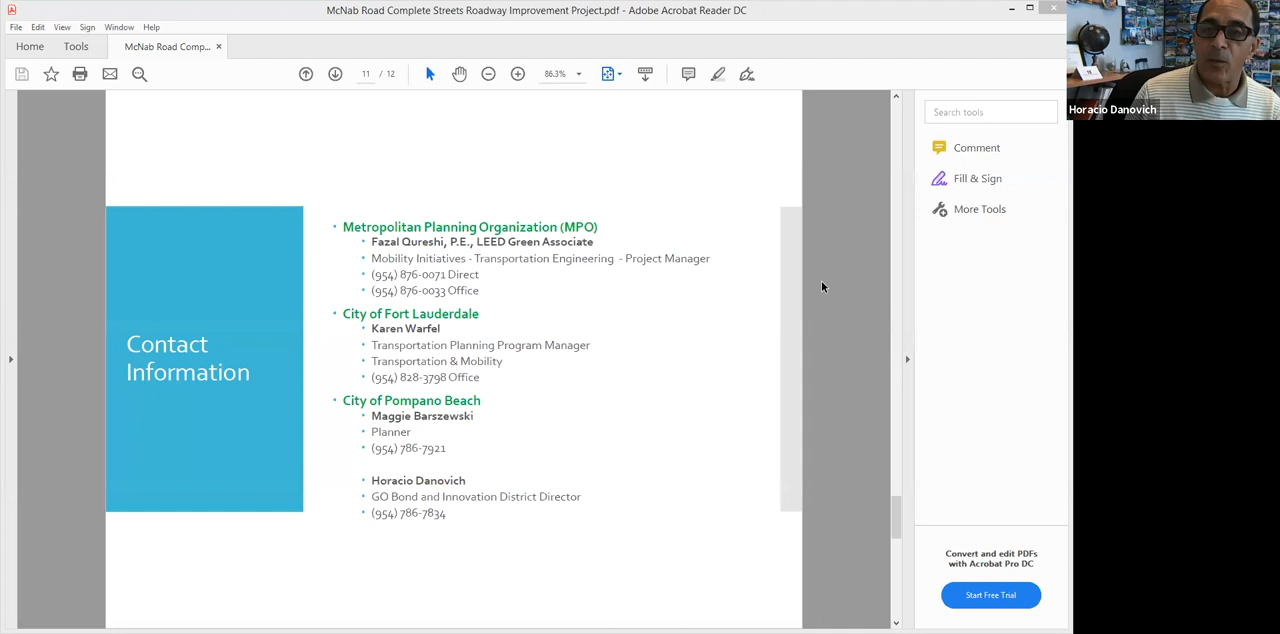 McNab Road Complete Streets Roadway Improvement Project.pdf - Adobe Acrobat Reader DC
File Edit View Sign Window Help
Home Tools McNab Road Comp... ×
11 / 12 86.3%
Search tools
Comment
Fill & Sign
More Tools
Contact
Information
• Metropolitan Planning Organization (MPO)
• Fazal Qureshi, P.E., LEED Green Associate
• Mobility Initiatives - Transportation Engineering - Project Manager
• (954) 876-0071 Direct
• (954) 876-0033 Office
• City of Fort Lauderdale
• Karen Warfel
• Transportation Planning Program Manager
• Transportation & Mobility
• (954) 828-3798 Office
• City of Pompano Beach
• Maggie Barszewski
• Planner
• (954) 786-7921
• Horacio Danovich
• GO Bond and Innovation District Director
• (954) 786-7834
Convert and edit PDFs
with Acrobat Pro DC
Start Free Trial
Horacio Danovich